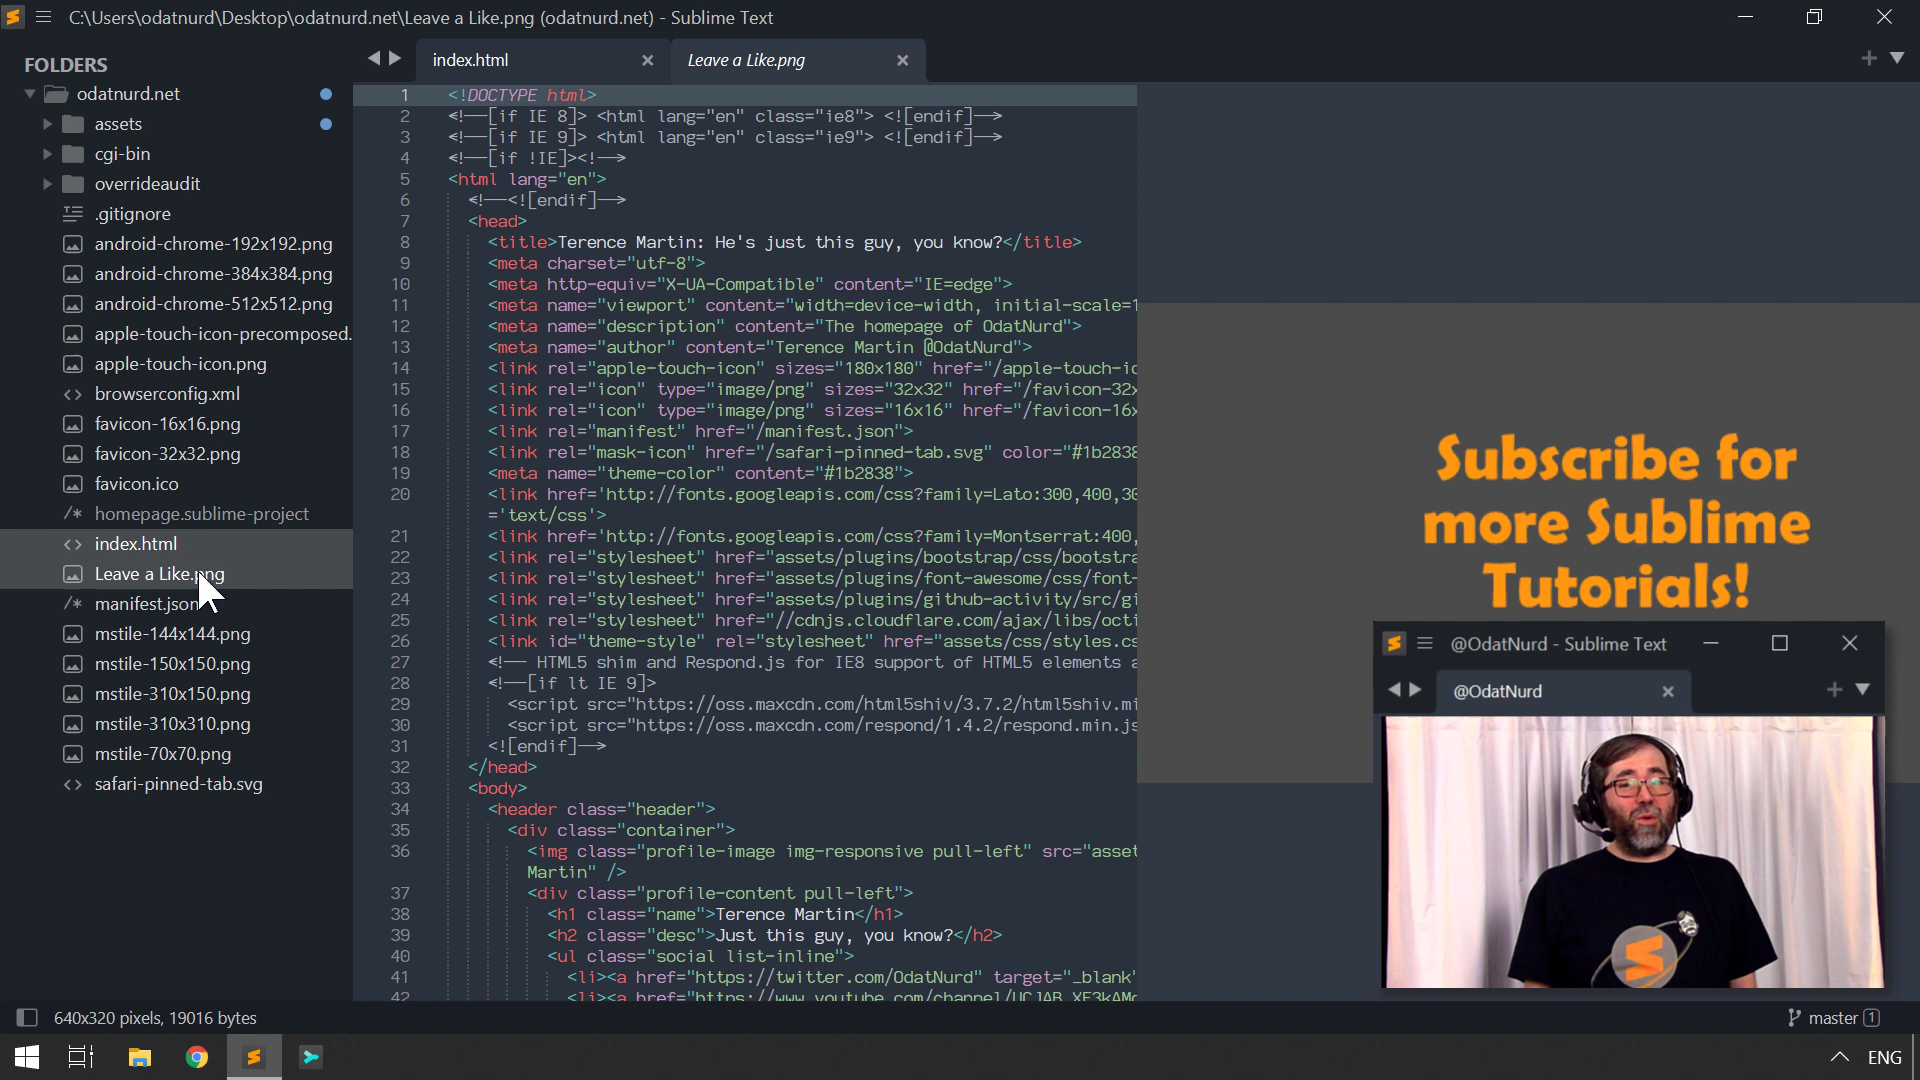 C:\Users\odatnurd\Desktop\odatnurd.net\Leave a Like.png (odatnurd.net) - Sublime Text
FOLDERS
odatnurd.net
assets
cgi-bin
overrideaudit
.gitignore
android-chrome-192x192.png
android-chrome-384x384.png
android-chrome-512x512.png
apple-touch-icon-precomposed.
apple-touch-icon.png
browserconfig.xml
favicon-16x16.png
favicon-32x32.png
favicon.ico
/* homepage.sublime-project
<> index.html
Leave a Like.png
/* manifest.json
mstile-144x144.png
mstile-150x150.png
mstile-310x150.png
mstile-310x310.png
mstile-70x70.png
<> safari-pinned-tab.svg
index.html
Leave a Like.png
1 <!DOCTYPE html>
2 <!--[if IE 8]> <html lang="en" class="ie8"> <![endif]-->
3 <!--[if IE 9]> <html lang="en" class="ie9"> <![endif]-->
4 <!--[if !IE]><!-->
5 <html lang="en">
6 <!--<![endif]-->
7 <head>
8 <title>Terence Martin: He's just this guy, you know?</title>
9 <meta charset="utf-8">
10 <meta http-equiv="X-UA-Compatible" content="IE=edge">
11 <meta name="viewport" content="width=device-width, initial-scale=1
12 <meta name="description" content="The homepage of OdatNurd">
13 <meta name="author" content="Terence Martin @OdatNurd">
14 <link rel="apple-touch-icon" sizes="180x180" href="/apple-touch-ic
15 <link rel="icon" type="image/png" sizes="32x32" href="/favicon-32x
16 <link rel="icon" type="image/png" sizes="16x16" href="/favicon-16x
17 <link rel="manifest" href="/manifest.json">
18 <link rel="mask-icon" href="/safari-pinned-tab.svg" color="#1b2838
19 <meta name="theme-color" content="#1b2838">
20 <link href='http://fonts.googleapis.com/css?family=Lato:300,400,30
='text/css'>
21 <link href='http://fonts.googleapis.com/css?family=Montserrat:400,
22 <link rel="stylesheet" href="assets/plugins/bootstrap/css/bootstra
23 <link rel="stylesheet" href="assets/plugins/font-awesome/css/font-
24 <link rel="stylesheet" href="assets/plugins/github-activity/src/gi
25 <link rel="stylesheet" href="//cdnjs.cloudflare.com/ajax/libs/octi
26 <link id="theme-style" rel="stylesheet" href="assets/css/styles.cs
27 <!-- HTML5 shim and Respond.js for IE8 support of HTML5 elements a
28 <!--[if lt IE 9]>
29 <script src="https://oss.maxcdn.com/html5shiv/3.7.2/html5shiv.mi
30 <script src="https://oss.maxcdn.com/respond/1.4.2/respond.min.js
31 <![endif]-->
32 </head>
33 <body>
34 <header class="header">
35 <div class="container">
36 <img class="profile-image img-responsive pull-left" src="asset
Martin" />
37 <div class="profile-content pull-left">
38 <h1 class="name">Terence Martin</h1>
39 <h2 class="desc">Just this guy, you know?</h2>
40 <ul class="social list-inline">
41 <li><a href="https://twitter.com/OdatNurd" target="_blank"
42 <li><a href="https://www.youtube.com/channel/
Subscribe for
more Sublime
Tutorials!
@OdatNurd - Sublime Text
@OdatNurd
640x320 pixels, 19016 bytes
master 1
ENG